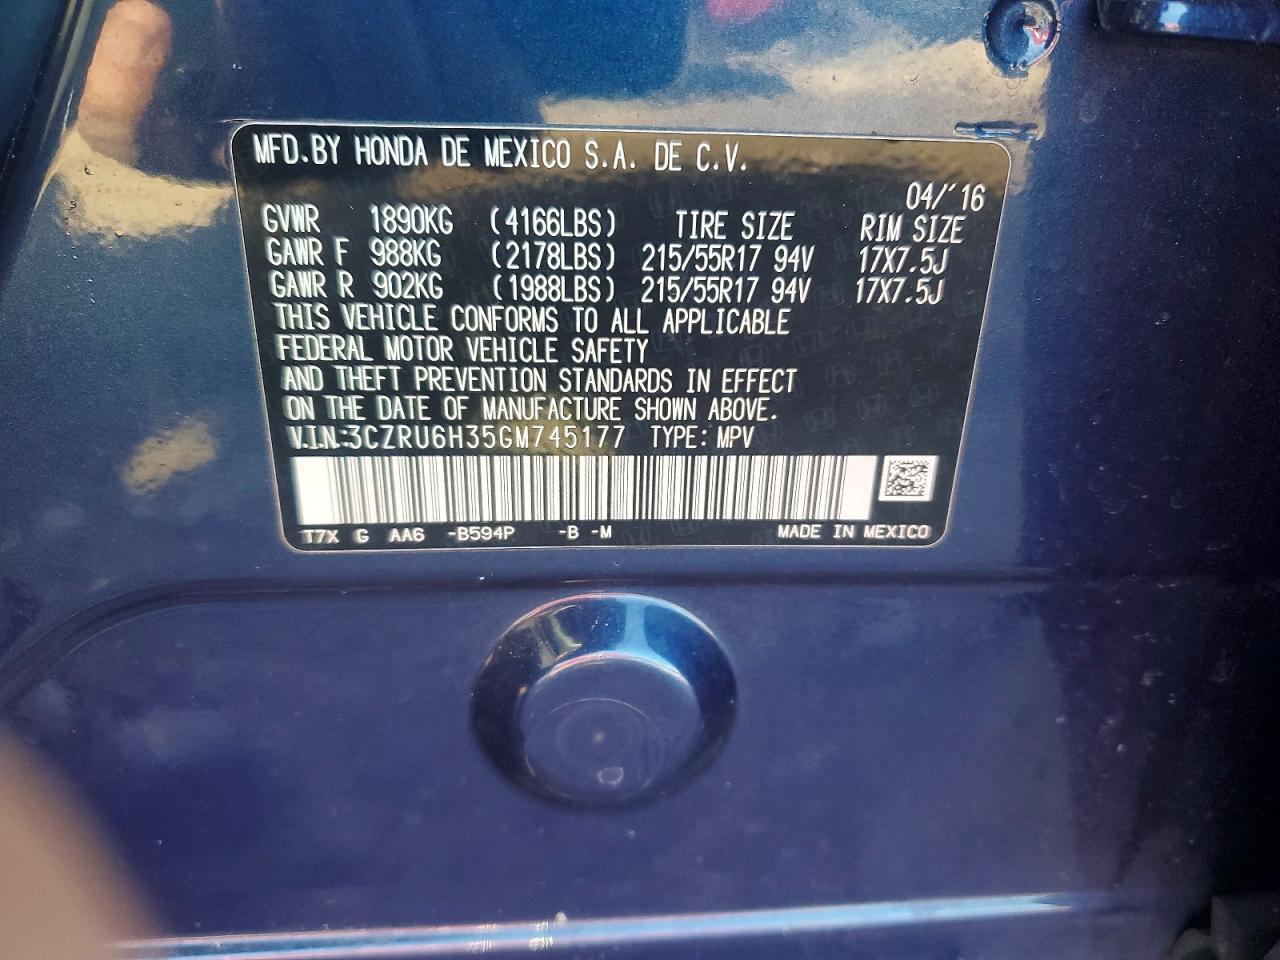 MFD.BY HONDA DE MEXICO S.A. DE C.V.
04/'16
GVWR 1890KG (4166LBS) TIRE SIZE RIM SIZE
GAWR F 988KG (2178LBS) 215/55R17 94V 17X7.5J
GAWR R 902KG (1988LBS) 215/55R17 94V 17X7.5J
THIS VEHICLE CONFORMS TO ALL APPLICABLE
FEDERAL MOTOR VEHICLE SAFETY
AND THEFT PREVENTION STANDARDS IN EFFECT
ON THE DATE OF MANUFACTURE SHOWN ABOVE.
V.I.N.:3CZRU6H35GM745177 TYPE: MPV
T7X G AA6 -B594P -B -M MADE IN MEXICO